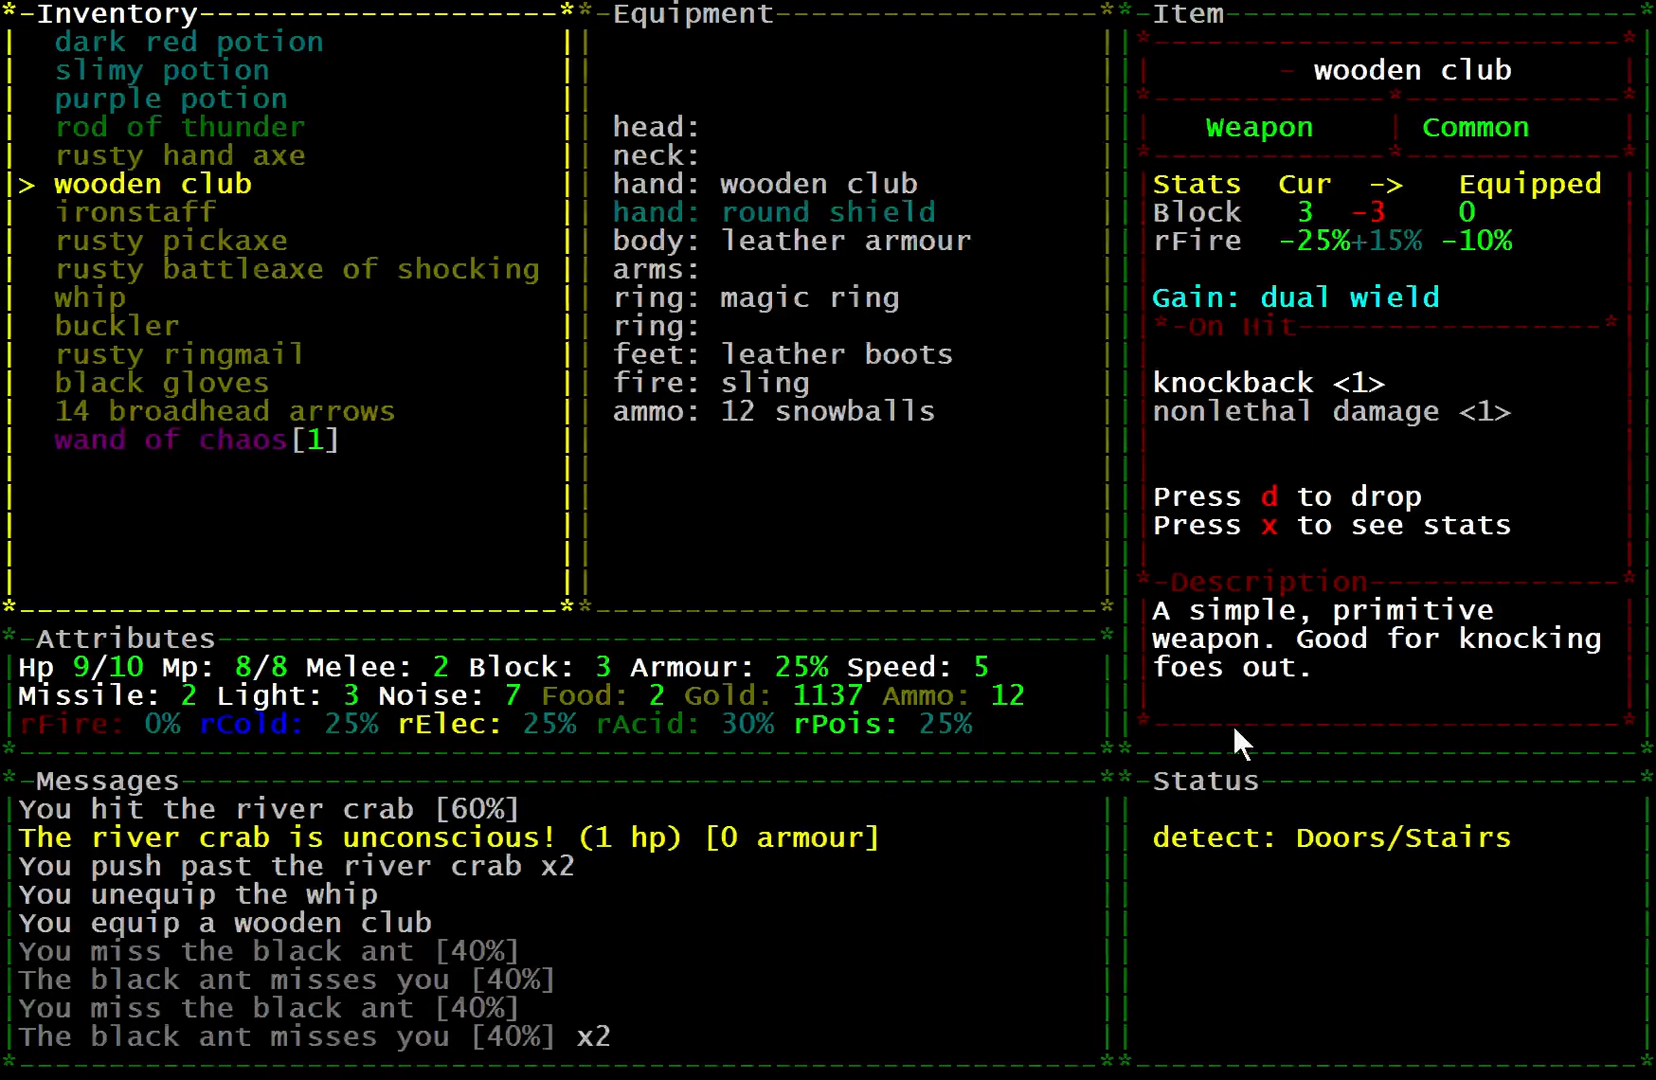 Inventory
dark red potion
slimy potion
purple potion
rod of thunder
rusty hand axe
> wooden club
ironstaff
rusty pickaxe
rusty battleaxe of shocking
whip
buckler
rusty ringmail
black gloves
14 broadhead arrows
wand of chaos[1]
Equipment
head:
neck:
hand: wooden club
hand: round shield
body: leather armour
arms:
ring: magic ring
ring:
feet: leather boots
fire: sling
ammo: 12 snowballs
Item
- wooden club
Weapon | Common
Stats Cur -> Equipped
Block 3 -3 0
rFire -25%+15% -10%
Gain: dual wield
On Hit
knockback <1>
nonlethal damage <1>
Press d to drop
Press x to see stats
Description
A simple, primitive
weapon. Good for knocking
foes out.
Attributes
Hp 9/10 Mp: 8/8 Melee: 2 Block: 3 Armour: 25% Speed: 5
Missile: 2 Light: 3 Noise: 7 Food: 2 Gold: 1137 Ammo: 12
rFire: 0% rCold: 25% rElec: 25% rAcid: 30% rPois: 25%
Messages
You hit the river crab [60%]
The river crab is unconscious! (1 hp) [0 armour]
You push past the river crab x2
You unequip the whip
You equip a wooden club
You miss the black ant [40%]
The black ant misses you [40%]
You miss the black ant [40%]
The black ant misses you [40%] x2
Status
detect: Doors/Stairs